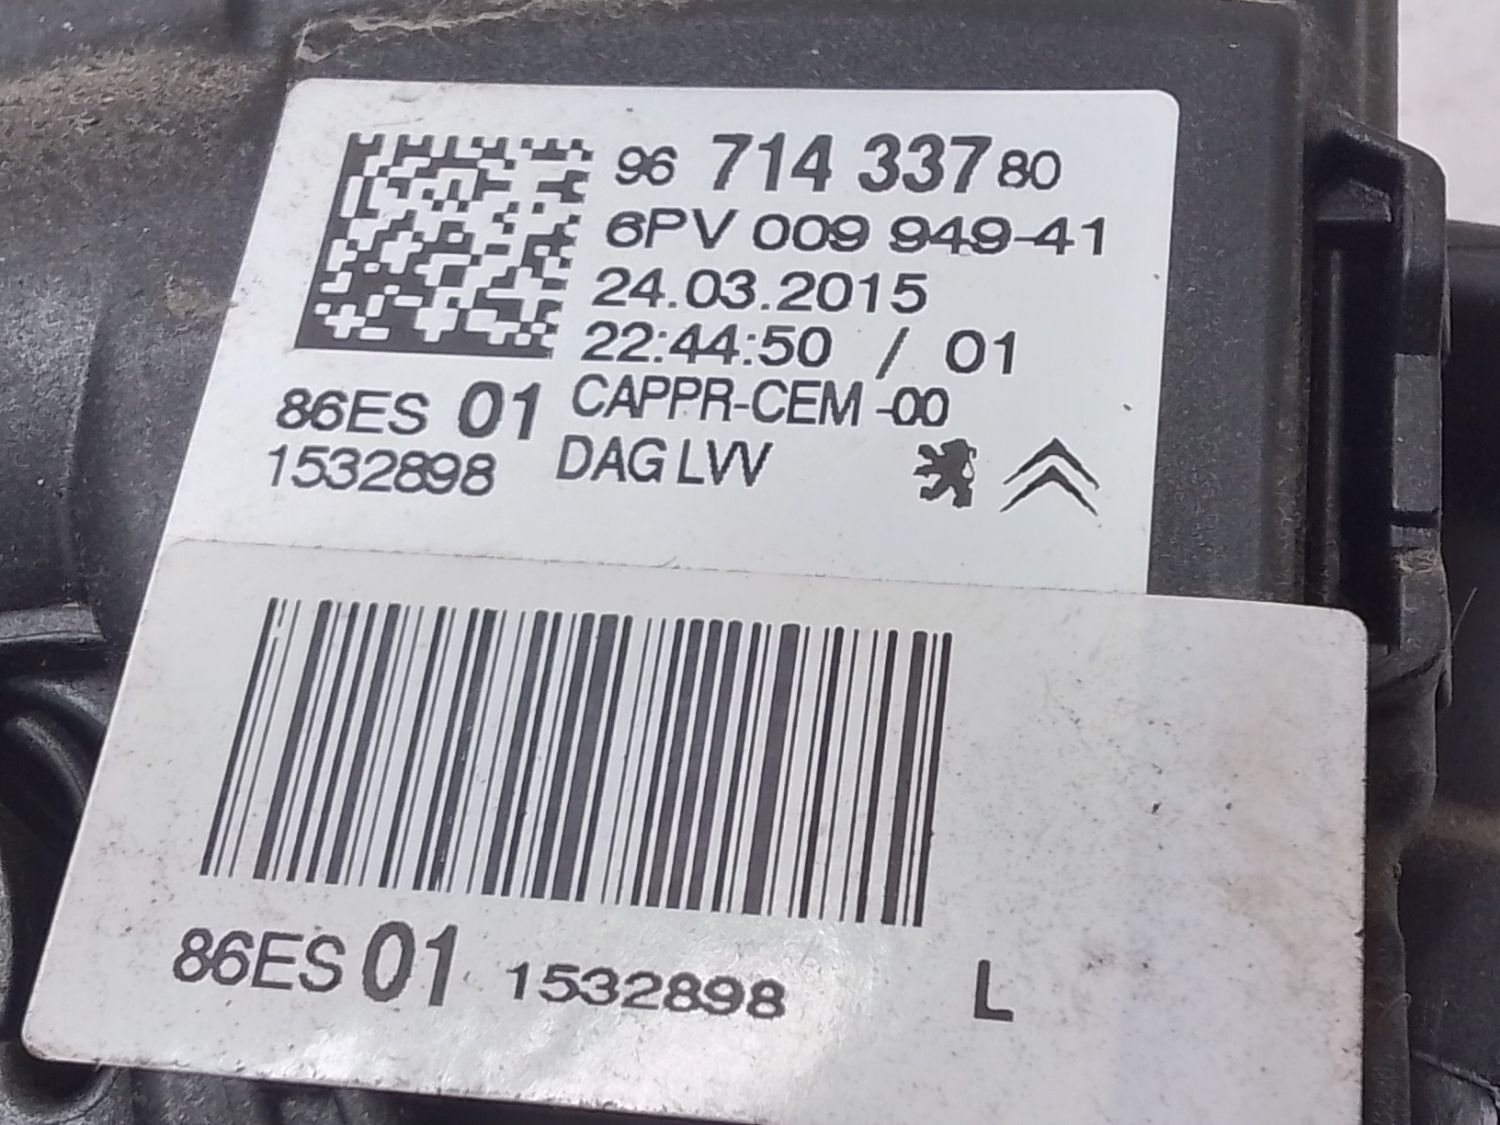 96 714 337 80
6PV 009 949-41
24.03.2015
22:44:50 / 01
86ES 01 CAPPR-CEM -00
1532898 DAG LVV
86ES 01 1532898 L